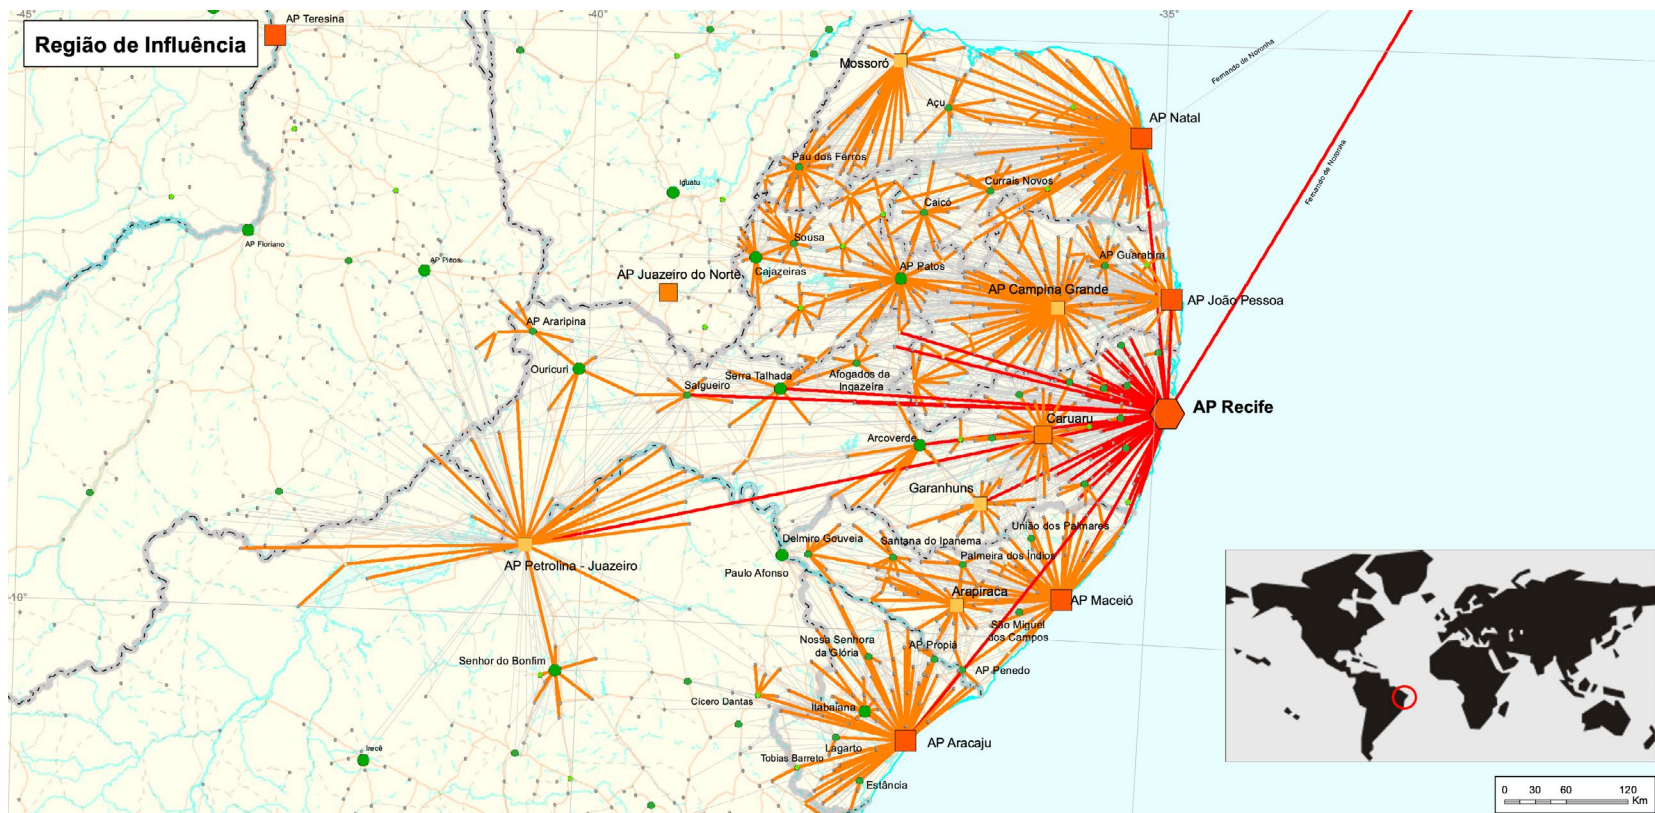 -45°
-40°
-35°
AP Teresina
Região de Influência
Mossoró
Fernando de Noronha
Açu
AP Natal
Pau dos Ferros
Fernando de Noronha
Iguatu
Currais Novos
Caicó
AP Floriano
Sousa
AP Picos
AP Guarabira
AP Juazeiro do Norte
Cajazeiras
AP Patos
AP Campina Grande
AP João Pessoa
AP Araripina
Ouricuri
Serra Talhada
Afogados da
Ingazeira
Salgueiro
AP Recife
Caruaru
Arcoverde
Garanhuns
União dos Palmares
Delmiro Gouveia
Santana do Ipanema
Palmeira dos Índios
AP Petrolina - Juazeiro
Paulo Afonso
Arapiraca
AP Maceió
-10°
São Miguel
dos Campos
Nossa Senhora
da Glória
AP Propiá
Senhor do Bonfim
AP Penedo
Cícero Dantas
Itabaiana
Irecê
Lagarto
AP Aracaju
Tobias Barreto
Estância
0 30 60 120
Km